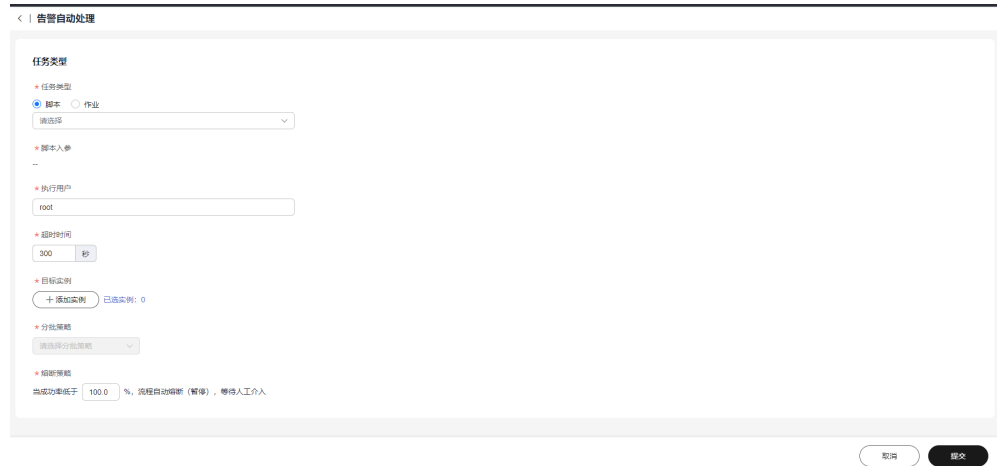 告警自动处理
任务类型
* 任务类型
脚本 作业
请选择
* 脚本入参
--
* 执行用户
root
* 超时时间
300 秒
* 目标实例
+ 添加实例 已选实例：0
* 分批策略
请选择分批策略
* 熔断策略
当成功率低于 100.0 %，流程自动熔断（暂停），等待人工介入
取消 提交